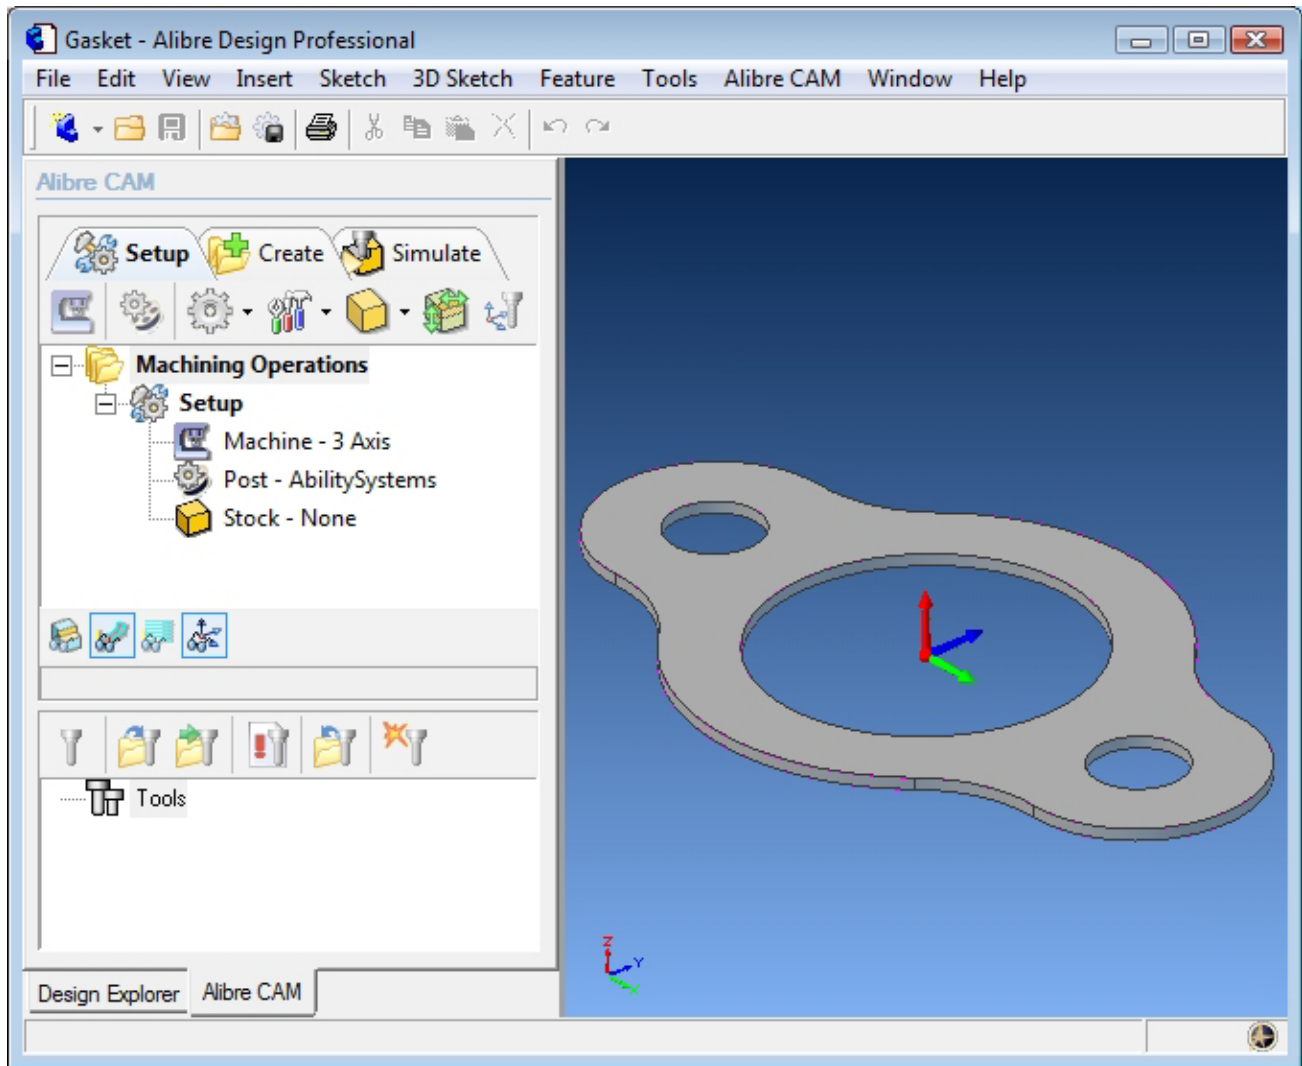 Gasket - Alibre Design Professional
File Edit View Insert Sketch 3D Sketch Feature Tools Alibre CAM Window Help
Alibre CAM
Setup Create Simulate
Machining Operations
Setup
Machine - 3 Axis
Post - AbilitySystems
Stock - None
Tools
Z
Y
X
Design Explorer Alibre CAM